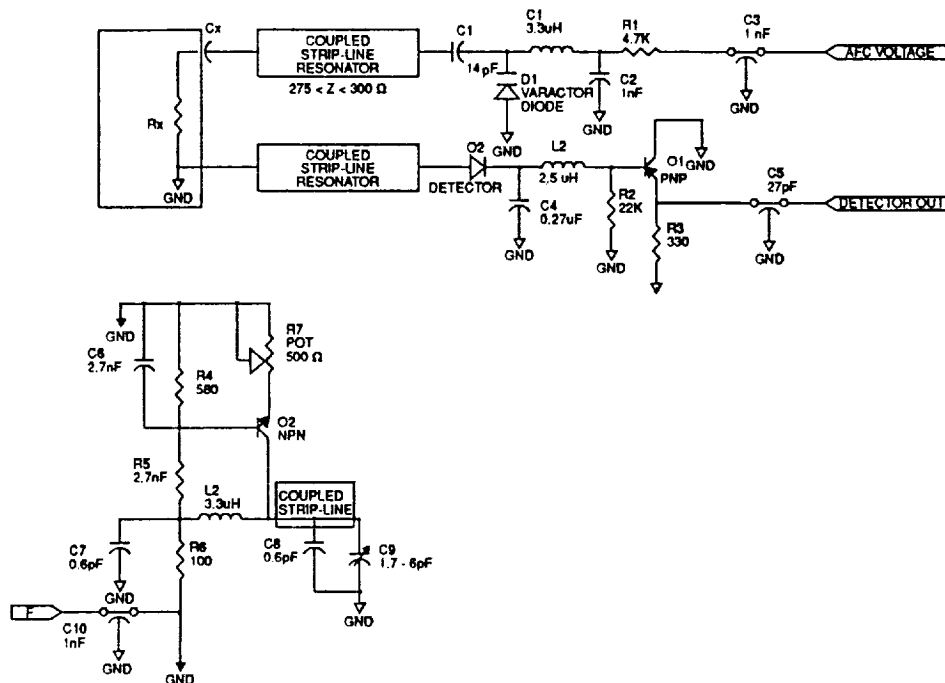 Cx
COUPLED
STRIP-LINE
RESONATOR
275 < Z < 300 Ω
C1
14pF
C1
3.3uH
R1
4.7K
C3
1nF
AFC VOLTAGE
GND
D1
VARACTOR
DIODE
GND
C2
1nF
GND
Rx
GND
COUPLED
STRIP-LINE
RESONATOR
O2
DETECTOR
L2
2.5 uH
O1
PNP
GND
C5
27pF
DETECTOR OUT
GND
C4
0.27uF
GND
R2
22K
GND
R3
330
GND
C6
2.7nF
R4
580
R7
POT
500 Ω
O2
NPN
R5
2.7nF
L2
3.3uH
COUPLED
STRIP-LINE
C7
0.6pF
GND
R6
100
C8
0.6pF
C9
1.7 - 6pF
GND
F
C10
1nF
GND
GND